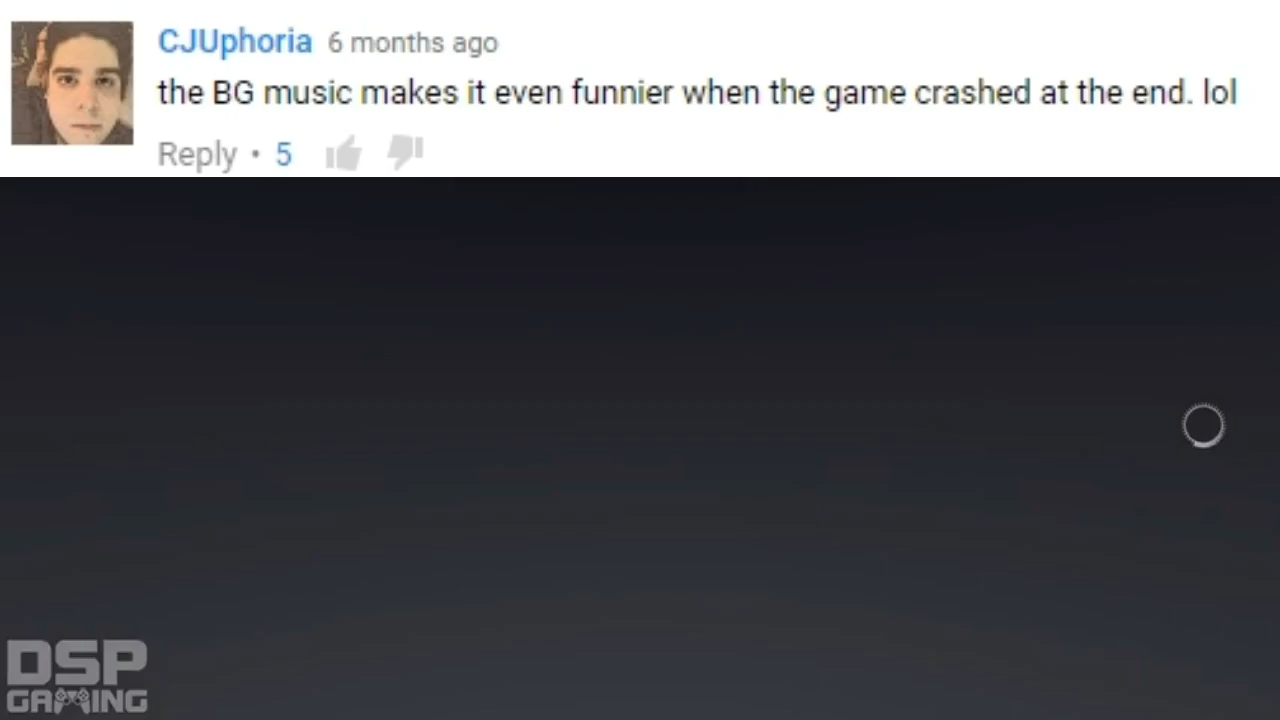 CJUphoria 6 months ago
the BG music makes it even funnier when the game crashed at the end. lol
Reply • 5
DSP
GAMING